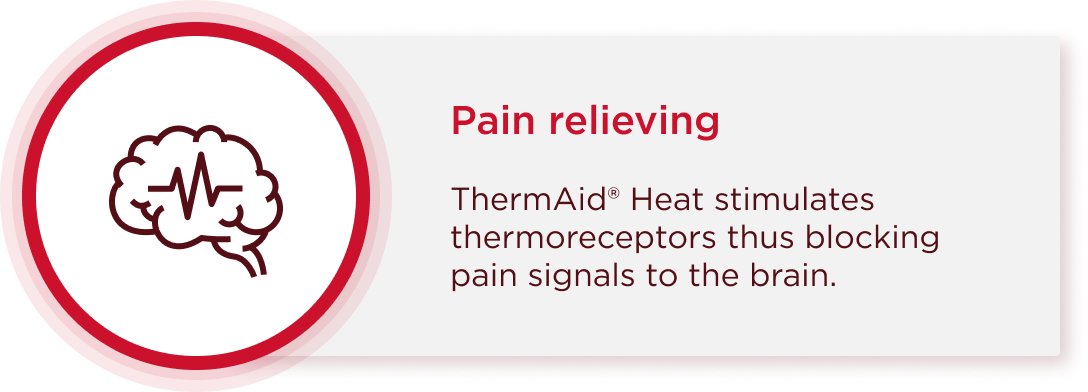 Pain relieving
ThermAid® Heat stimulates
thermoreceptors thus blocking
pain signals to the brain.